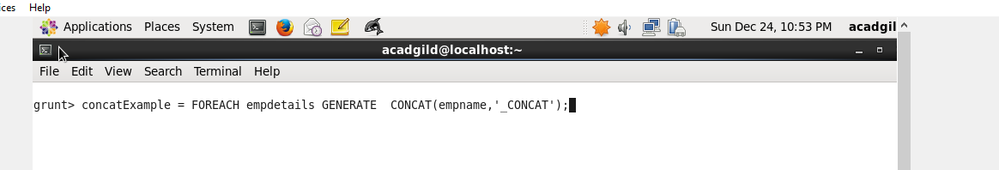 ces Help
Applications Places System Sun Dec 24, 10:53 PM acadgil
acadgild@localhost:~
File Edit View Search Terminal Help
grunt> concatExample = FOREACH empdetails GENERATE  CONCAT(empname,'_CONCAT');